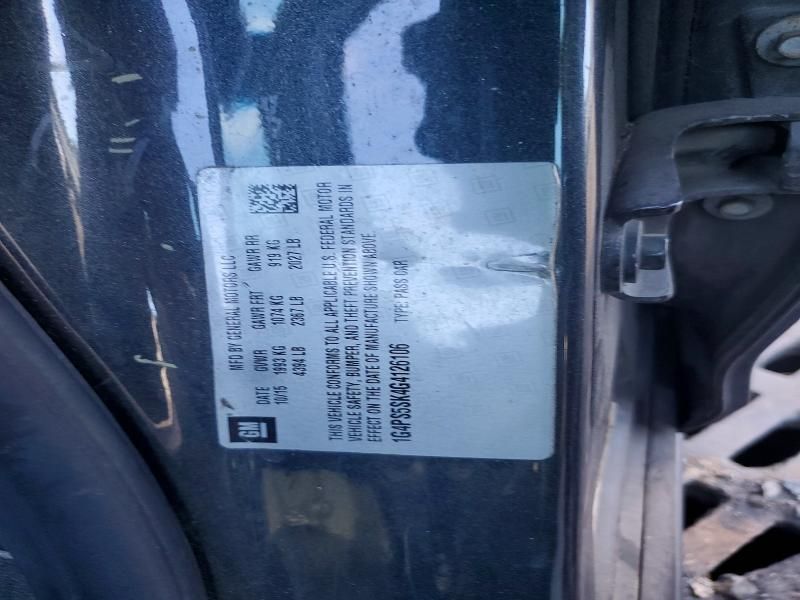 GM
MFD BY GENERAL MOTORS LLC
DATE GVWR GAWR FRT GAWR RR
10/15 1993 KG 1074 KG 919 KG
4394 LB 2367 LB 2027 LB
THIS VEHICLE CONFORMS TO ALL APPLICABLE U.S. FEDERAL MOTOR
VEHICLE SAFETY, BUMPER, AND THEFT PREVENTION STANDARDS IN
EFFECT ON THE DATE OF MANUFACTURE SHOWN ABOVE.
1G4PS5SK4G4126106 TYPE: PASS CAR